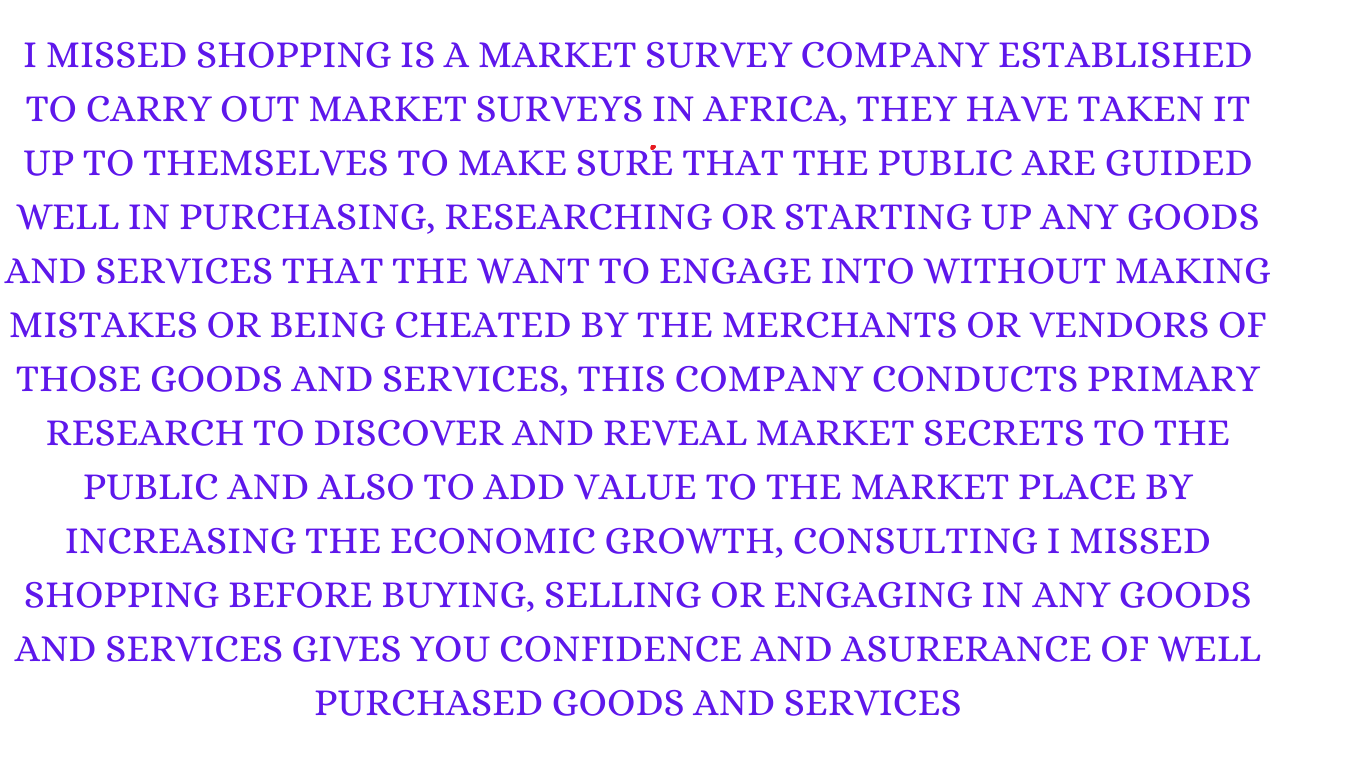 I MISSED SHOPPING IS A MARKET SURVEY COMPANY ESTABLISHED
TO CARRY OUT MARKET SURVEYS IN AFRICA, THEY HAVE TAKEN IT
UP TO THEMSELVES TO MAKE SURE THAT THE PUBLIC ARE GUIDED
WELL IN PURCHASING, RESEARCHING OR STARTING UP ANY GOODS
AND SERVICES THAT THE WANT TO ENGAGE INTO WITHOUT MAKING
MISTAKES OR BEING CHEATED BY THE MERCHANTS OR VENDORS OF
THOSE GOODS AND SERVICES, THIS COMPANY CONDUCTS PRIMARY
RESEARCH TO DISCOVER AND REVEAL MARKET SECRETS TO THE
PUBLIC AND ALSO TO ADD VALUE TO THE MARKET PLACE BY
INCREASING THE ECONOMIC GROWTH, CONSULTING I MISSED
SHOPPING BEFORE BUYING, SELLING OR ENGAGING IN ANY GOODS
AND SERVICES GIVES YOU CONFIDENCE AND ASURERANCE OF WELL
PURCHASED GOODS AND SERVICES